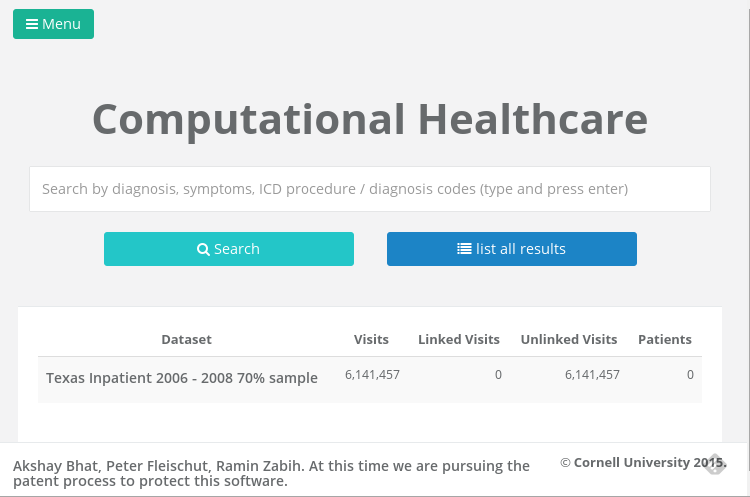 Menu
Computational Healthcare
Search by diagnosis, symptoms, ICD procedure / diagnosis codes (type and press enter)
Search
list all results
Dataset Visits Linked Visits Unlinked Visits Patients
Texas Inpatient 2006 - 2008 70% sample 6,141,457 0 6,141,457 0
Akshay Bhat, Peter Fleischut, Ramin Zabih. At this time we are pursuing the
patent process to protect this software.
© Cornell University 2015.